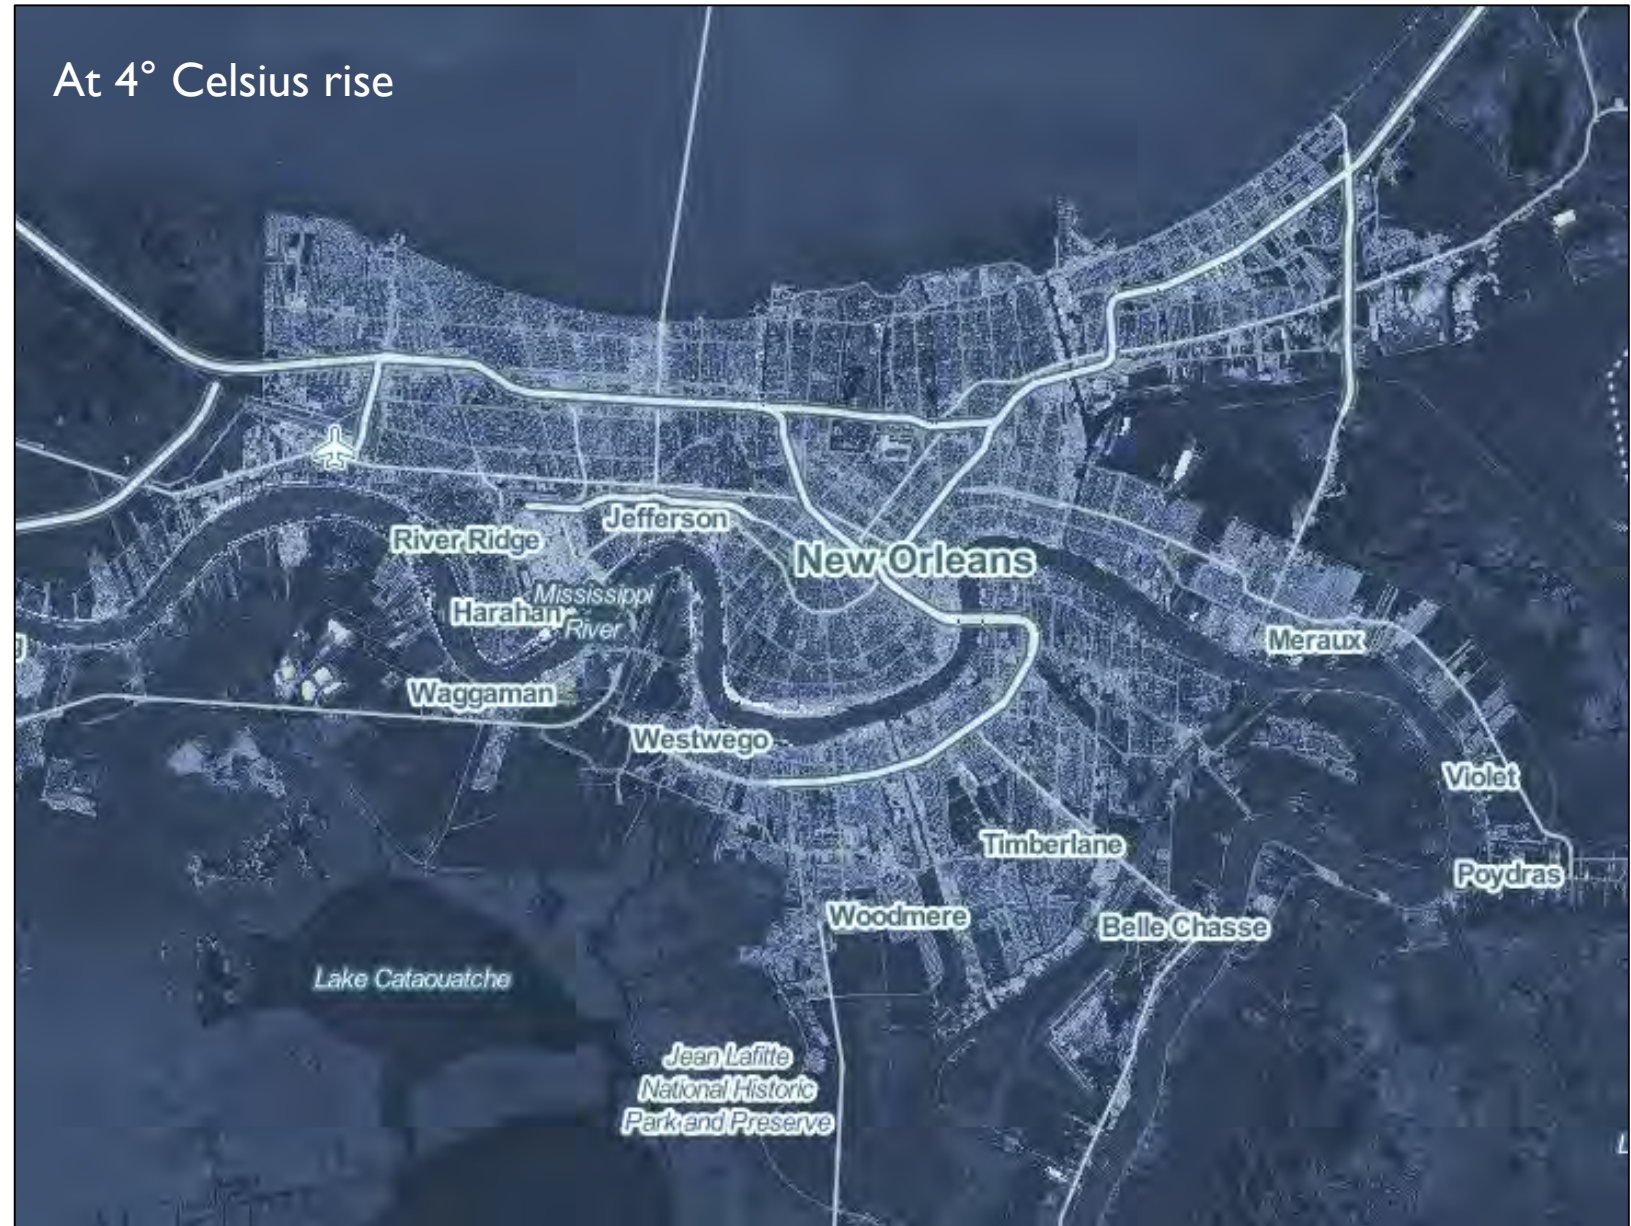 At 4° Celsius rise
Jefferson
River Ridge
New Orleans
Mississippi
River
Harahan
Meraux
Waggaman
Westwego
Violet
Timberlane
Poydras
Woodmere
Belle Chasse
Lake Cataouatche
Jean Lafitte
National Historic
Park and Preserve